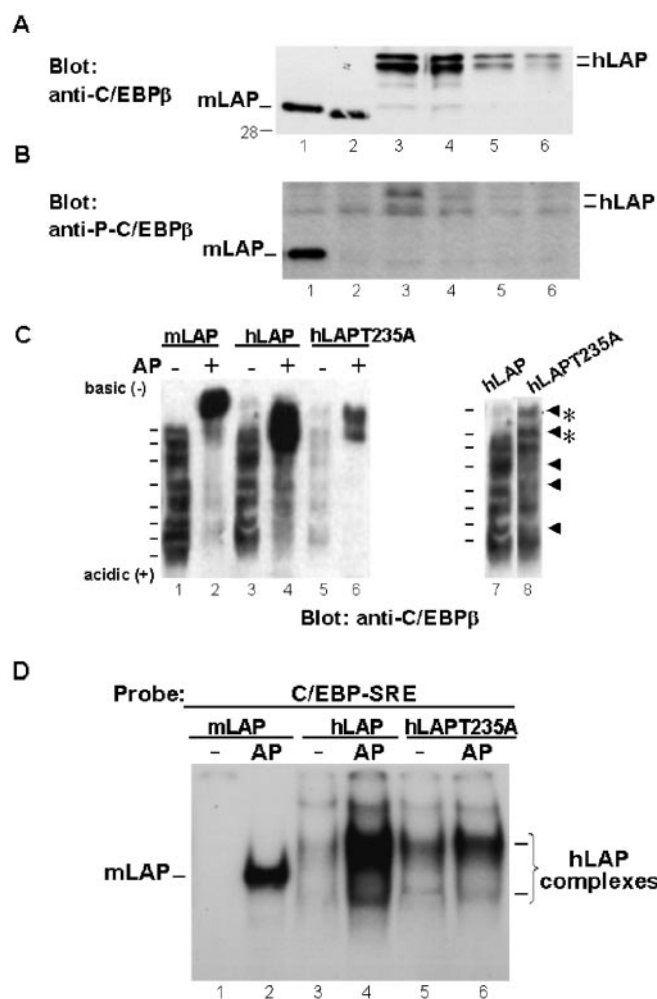 A
Blot:
anti-C/EBPβ
hLAP
mLAP
28
1 2 3 4 5 6
B
Blot:
anti-P-C/EBPβ
hLAP
mLAP
1 2 3 4 5 6
C
mLAP hLAP hLAPT235A
AP - + - + - +
basic (-)
acidic (+)
1 2 3 4 5 6
hLAP hLAPT235A
*
*
7 8
Blot: anti-C/EBPβ
D
Probe: C/EBP-SRE
mLAP hLAP hLAPT235A
- AP - AP - AP
mLAP
hLAP
complexes
1 2 3 4 5 6